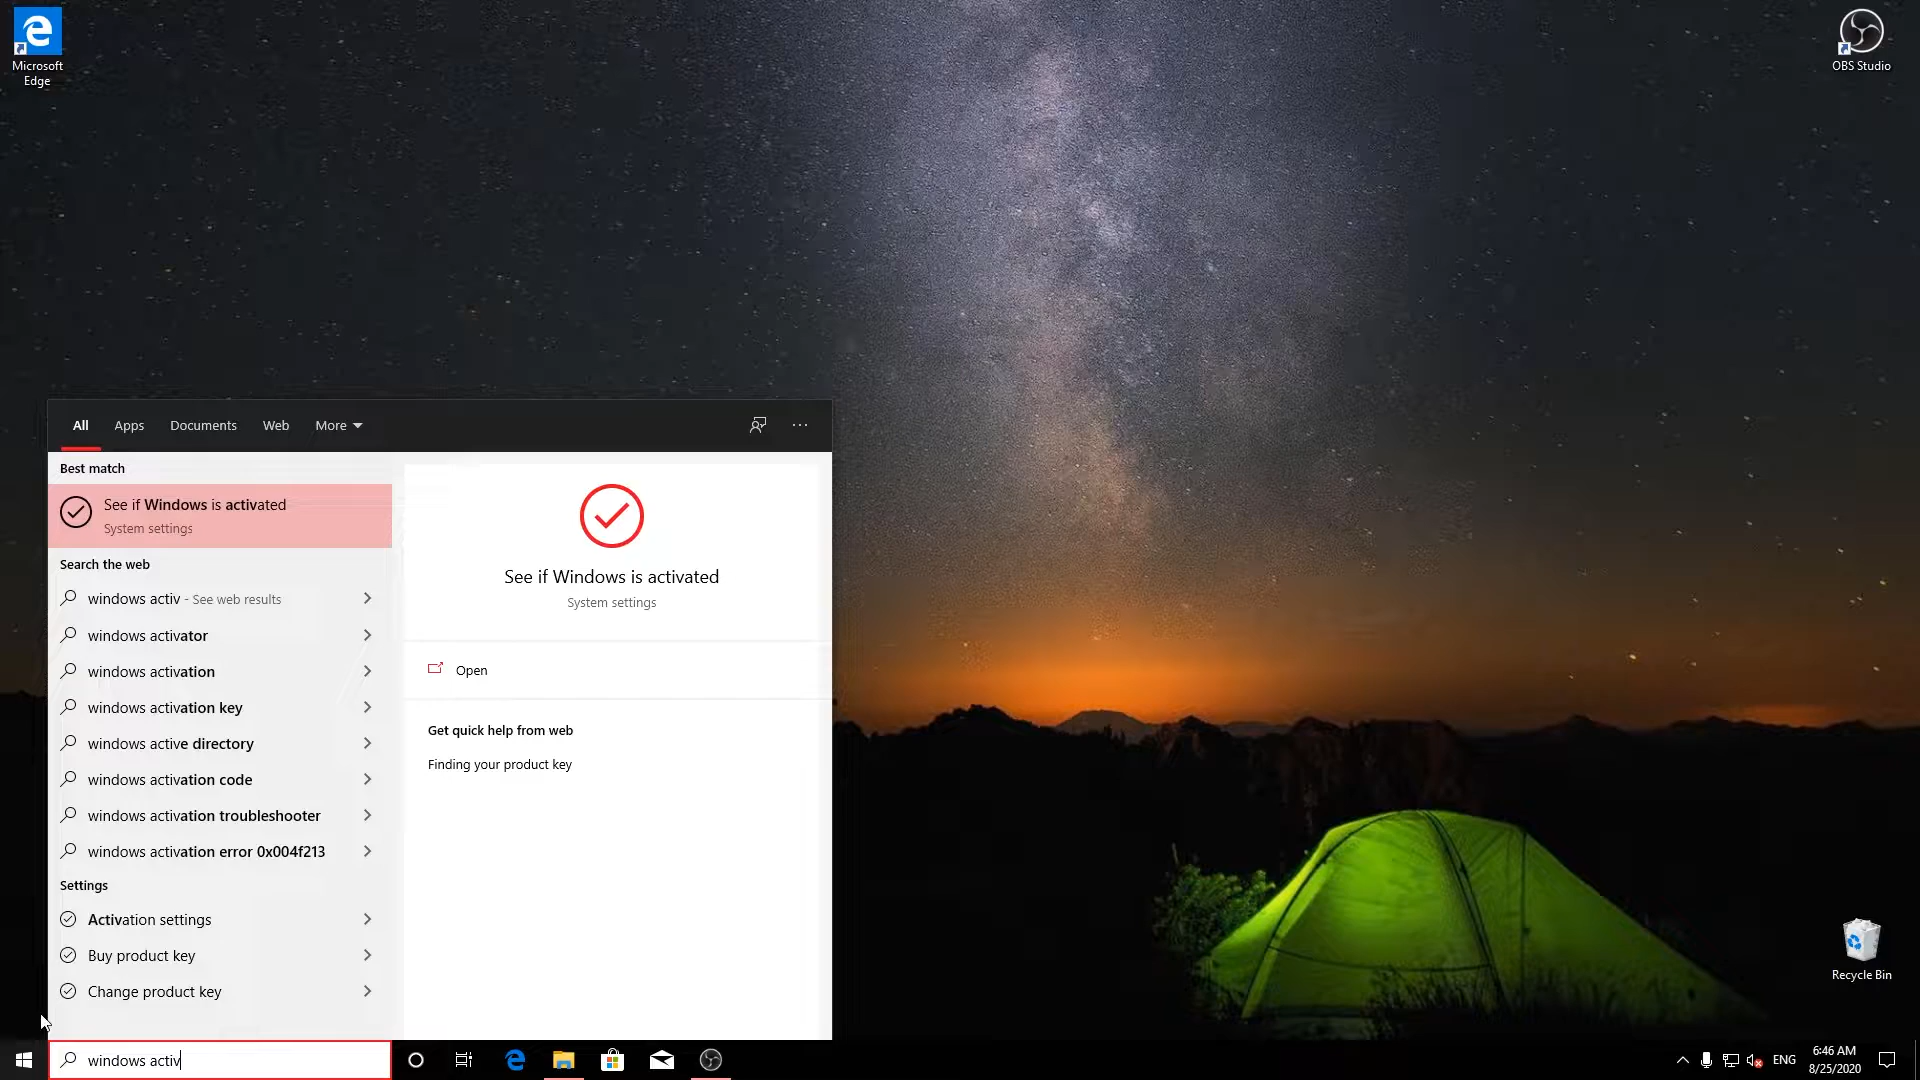 Microsoft
Edge
OBS Studio
All Apps Documents Web More
Best match
See if Windows is activated
System settings
Search the web
windows activ - See web results
windows activator
windows activation
windows activation key
windows active directory
windows activation code
windows activation troubleshooter
windows activation error 0x004f213
Settings
Activation settings
Buy product key
Change product key
See if Windows is activated
System settings
Open
Get quick help from web
Finding your product key
Recycle Bin
windows activ
ENG
6:46 AM
8/25/2020